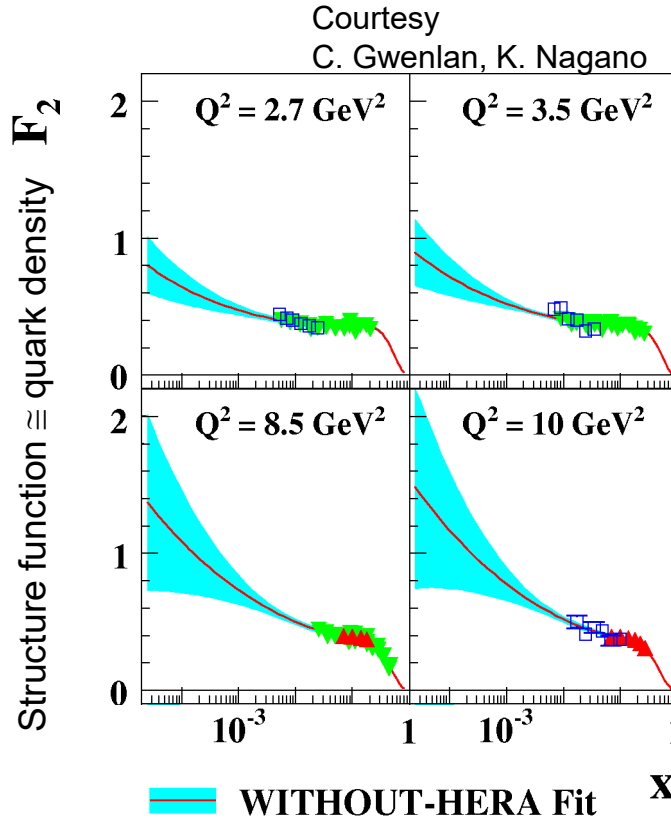 Courtesy
C. Gwenlan, K. Nagano
Structure function ≅ quark density F₂
Q² = 2.7 GeV²
Q² = 3.5 GeV²
2
1
0
Q² = 8.5 GeV²
Q² = 10 GeV²
2
1
0
10⁻³ 1 10⁻³
x
WITHOUT-HERA Fit